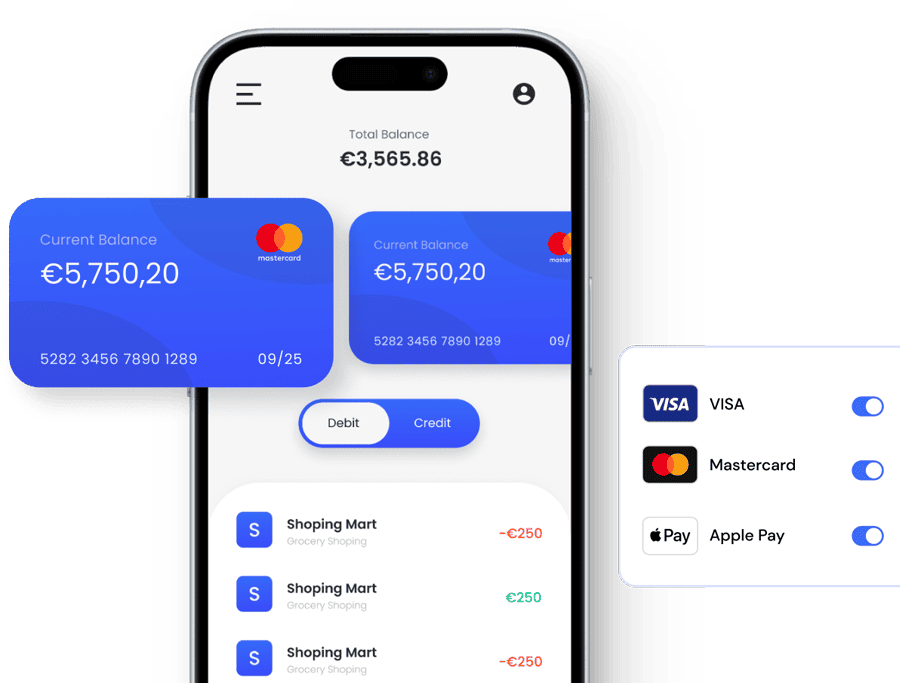 Total Balance
€3,565.86
Current Balance
mastercard
€5,750,20
5282 3456 7890 1289
09/25
Current Balance
master
€5,750,20
5282 3456 7890 1289
09/
Debit
Credit
S
Shoping Mart
Grocery Shoping
-€250
S
Shoping Mart
Grocery Shoping
€250
S
Shoping Mart
Grocery Shoping
-€250
VISA
VISA
Mastercard
Pay
Apple Pay